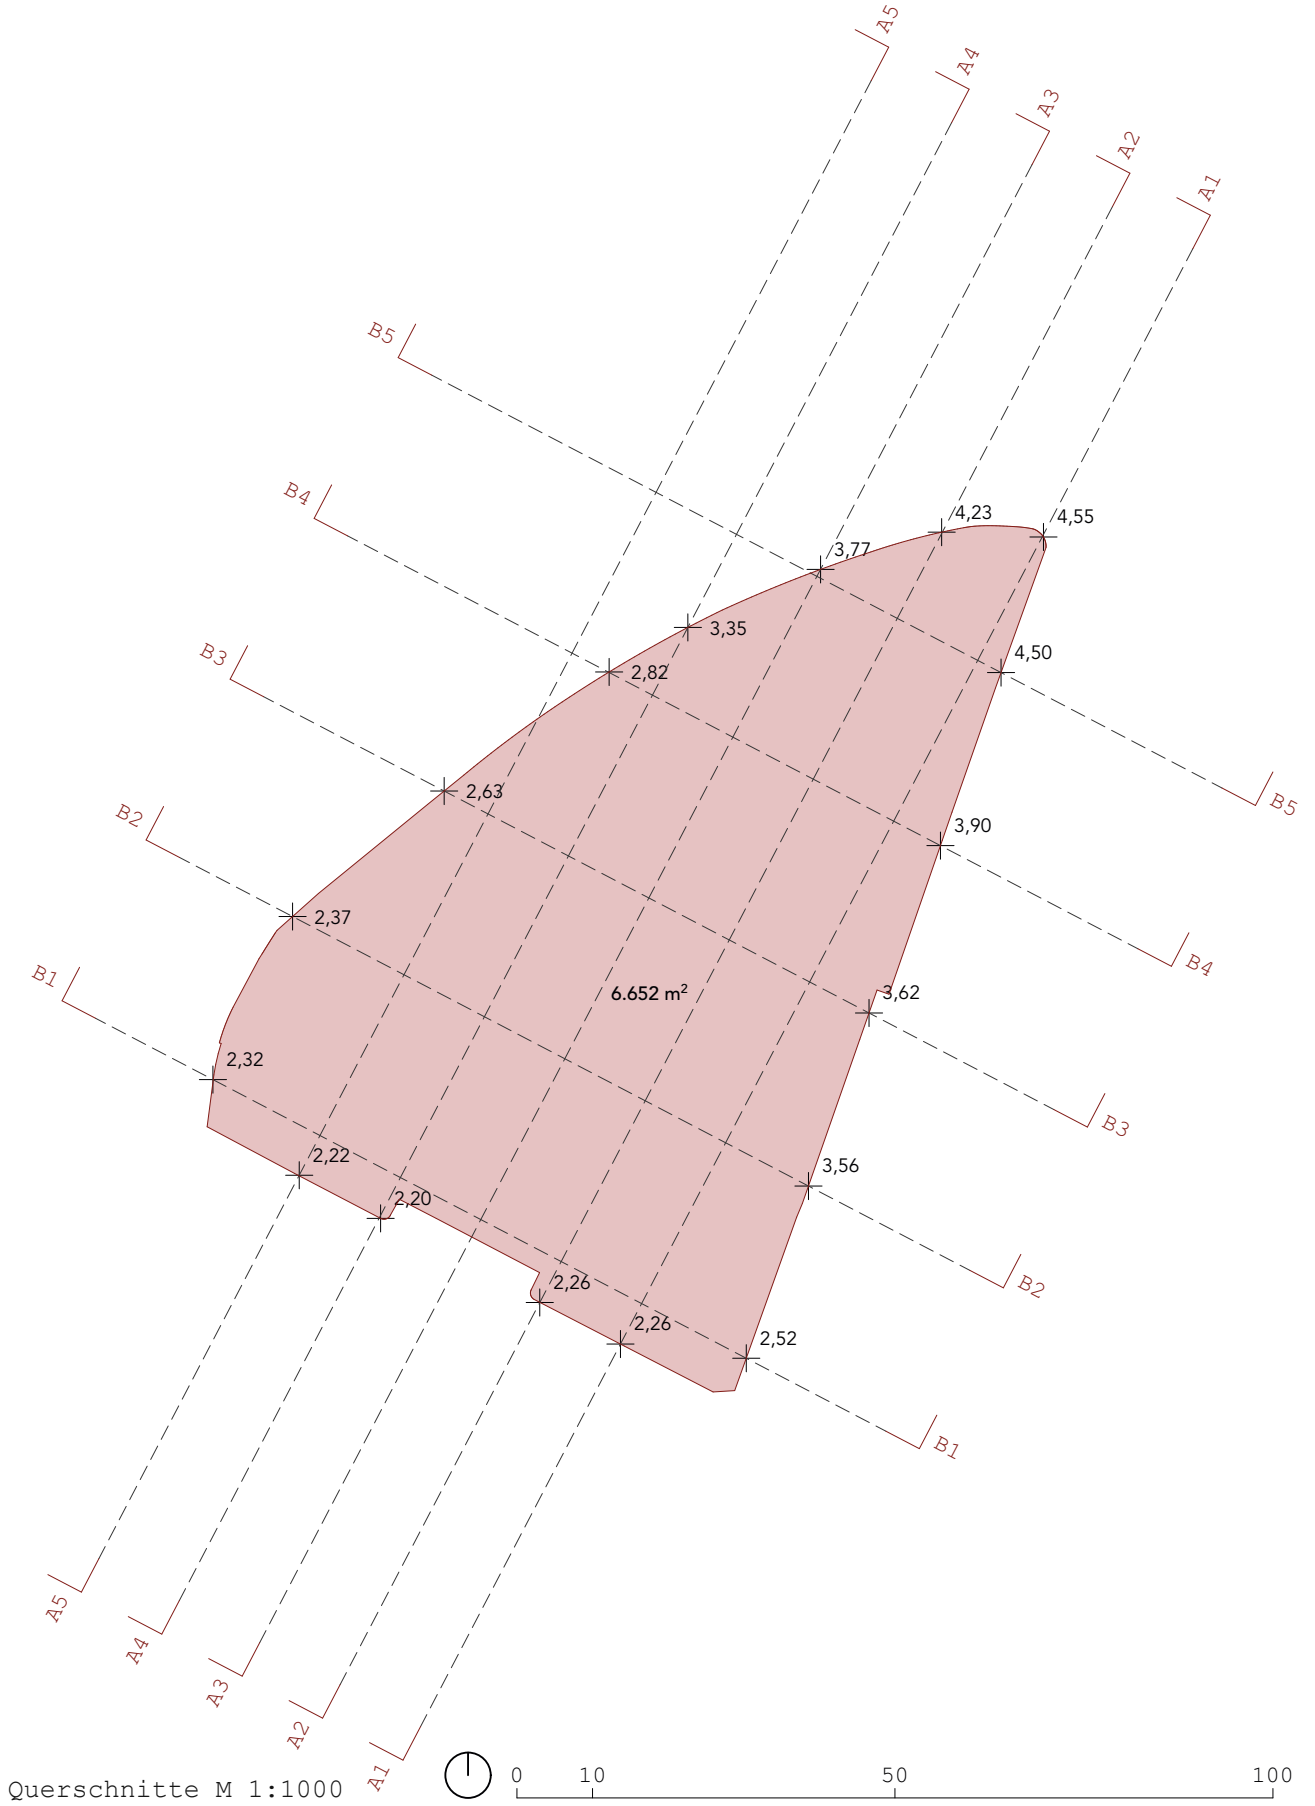 A5
A4
A3
A2
A1
B5
B4
4,23
4,55
3,77
3,35
4,50
B3
2,82
2,63
B5
B2
3,90
2,37
B4
B1
6.652 m²
3,62
2,32
B3
2,22
3,56
2,20
2,26
B2
2,26
2,52
B1
A5
A4
A3
A2
A1
0 10 50 100
Querschnitte M 1:1000